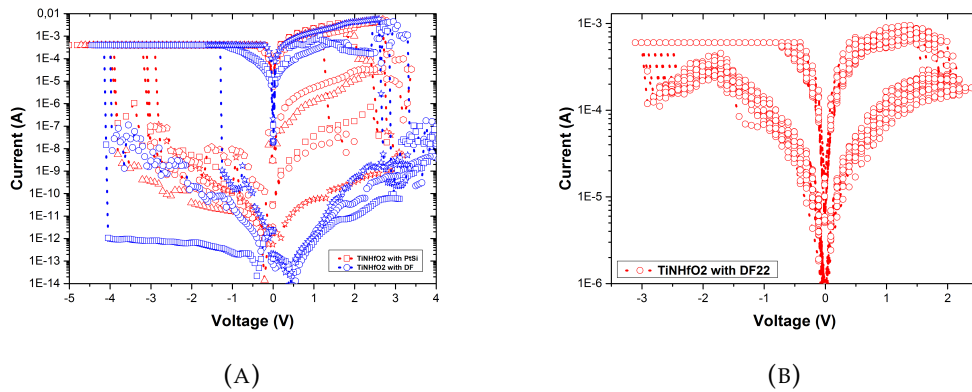 0,01
1E-3
1E-4
1E-5
1E-6
1E-7
1E-8
1E-9
1E-10
1E-11
1E-12
1E-13
1E-14
Current (A)
-5 -4 -3 -2 -1 0 1 2 3 4
Voltage (V)
TiNHfO2 with PtSi
TiNHfO2 with DF
(A)
1E-3
1E-4
1E-5
1E-6
Current (A)
-3 -2 -1 0 1 2
Voltage (V)
TiNHfO2 with DF22
(B)